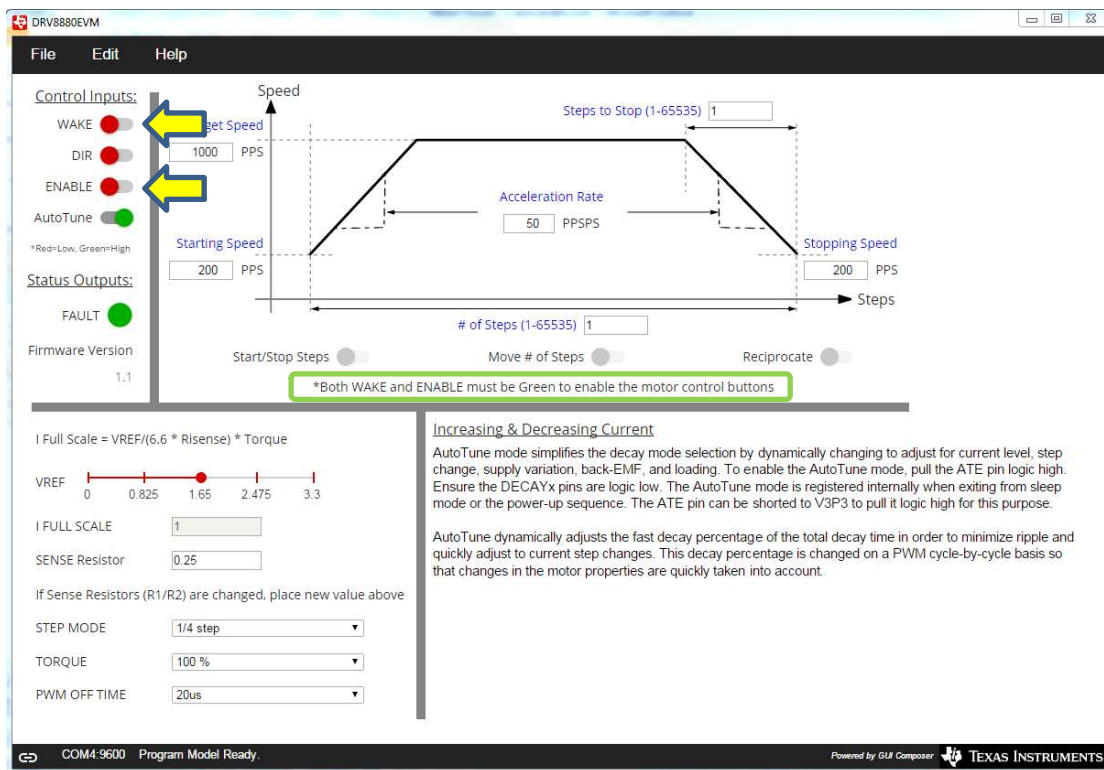 DRV8880EVM
File Edit Help
Control Inputs:
WAKE
DIR
ENABLE
AutoTune
*Red=Low, Green=High
Status Outputs:
FAULT
Firmware Version
1.1
Speed
get Speed
1000 PPS
Starting Speed
200 PPS
Steps to Stop (1-65535) 1
Acceleration Rate
50 PPSPS
Stopping Speed
200 PPS
Steps
# of Steps (1-65535) 1
Start/Stop Steps Move # of Steps Reciprocate
*Both WAKE and ENABLE must be Green to enable the motor control buttons
I Full Scale = VREF/(6.6 * Risense) * Torque
VREF
0 0.825 1.65 2.475 3.3
I FULL SCALE 1
SENSE Resistor 0.25
If Sense Resistors (R1/R2) are changed, place new value above
STEP MODE 1/4 step
TORQUE 100 %
PWM OFF TIME 20us
Increasing & Decreasing Current
AutoTune mode simplifies the decay mode selection by dynamically changing to adjust for current level, step
change, supply variation, back-EMF, and loading. To enable the AutoTune mode, pull the ATE pin logic high.
Ensure the DECAYx pins are logic low. The AutoTune mode is registered internally when exiting from sleep
mode or the power-up sequence. The ATE pin can be shorted to V3P3 to pull it logic high for this purpose.
AutoTune dynamically adjusts the fast decay percentage of the total decay time in order to minimize ripple and
quickly adjust to current step changes. This decay percentage is changed on a PWM cycle-by-cycle basis so
that changes in the motor properties are quickly taken into account.
COM4:9600 Program Model Ready.
Powered by GUI Composer TEXAS INSTRUMENTS